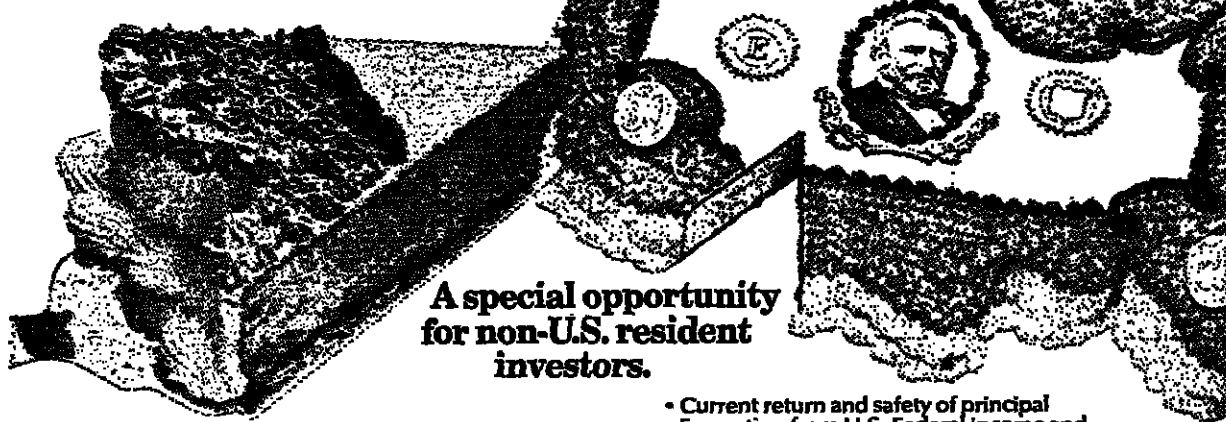 E
A special opportunity
for non-U.S. resident
investors.
• Current return and safety of principal